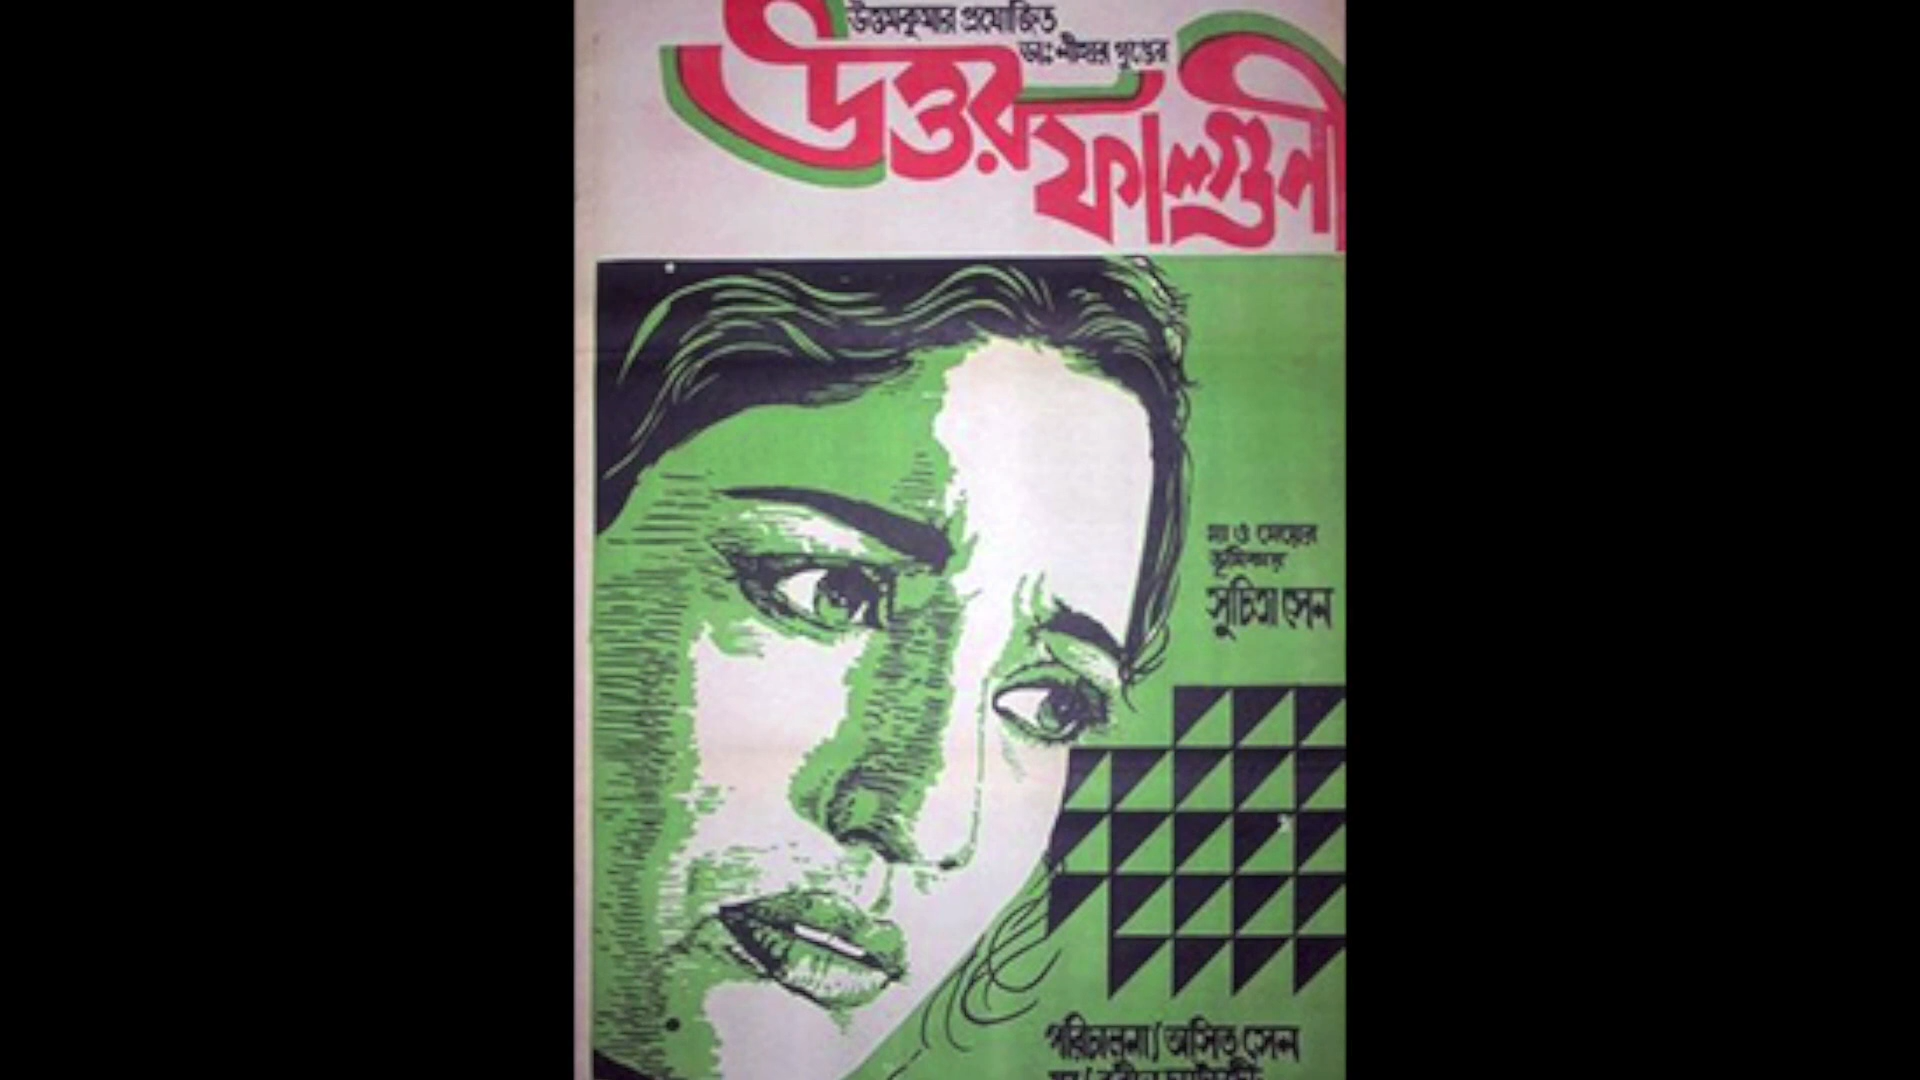 উত্তমকুমার প্রযোজিত
ডাঃ নীহার গুপ্তের
উত্তর ফাল্গুনী
মা ও মেয়ের
ভূমিকায়
সুচিত্রা সেন
পরিচালনা/অসিত সেন